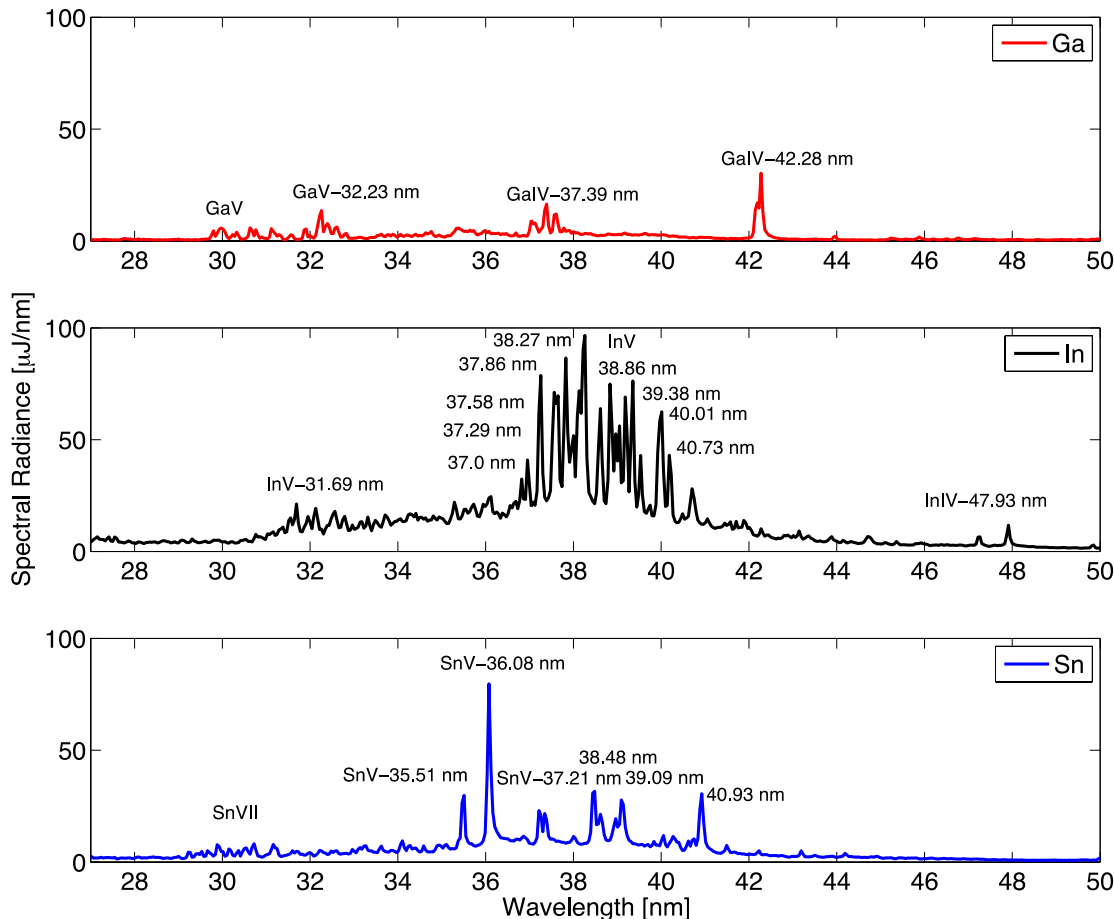 100
Ga
50
GaIV−42.28 nm
GaV−32.23 nm
GaIV−37.39 nm
GaV
0
28 30 32 34 36 38 40 42 44 46 48 50
Spectral Radiance [μJ/nm]
100
In
38.27 nm
InV
37.86 nm
38.86 nm
39.38 nm
37.58 nm
40.01 nm
50
37.29 nm
40.73 nm
37.0 nm
InV−31.69 nm
InIV−47.93 nm
0
28 30 32 34 36 38 40 42 44 46 48 50
100
Sn
SnV−36.08 nm
50
38.48 nm
SnV−35.51 nm
SnV−37.21 nm
39.09 nm
40.93 nm
SnVII
0
28 30 32 34 36 38 40 42 44 46 48 50
Wavelength [nm]